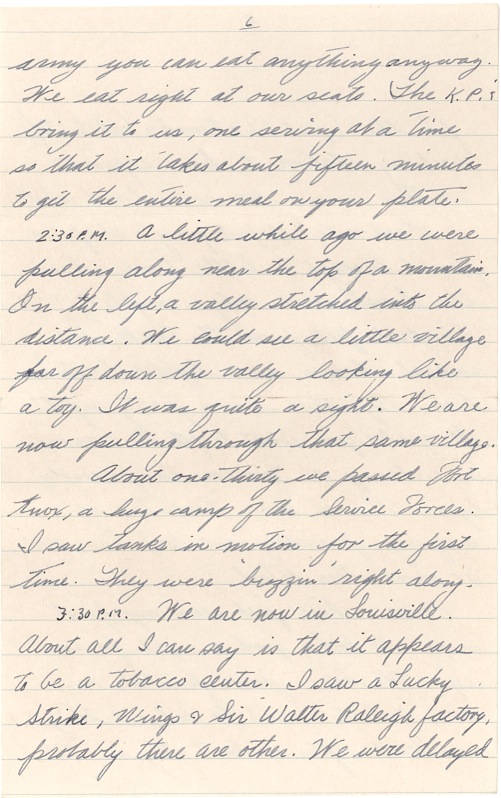 6
army you can eat anything anyway.
We eat right at our seats. The K.P.'s
bring it to us, one serving at a time
so that it takes about fifteen minutes
to get the entire meal on your plate.
2:30 P.M. A little while ago we were
pulling along near the top of a mountain.
On the left, a valley stretched into the
distance. We could see a little village
far off down the valley looking like
a toy. It was quite a sight. We are
now pulling through that same village.
About one-thirty we passed Fort
Knox, a huge camp of the Service Forces.
I saw tanks in motion for the first
time. They were "buzzin" right along.
3:30 P.M. We are now in Louisville.
About all I can say is that it appears
to be a tobacco center. I saw a Lucky
Strike, Wings & Sir Walter Raleigh factory,
probably there are other. We were delayed